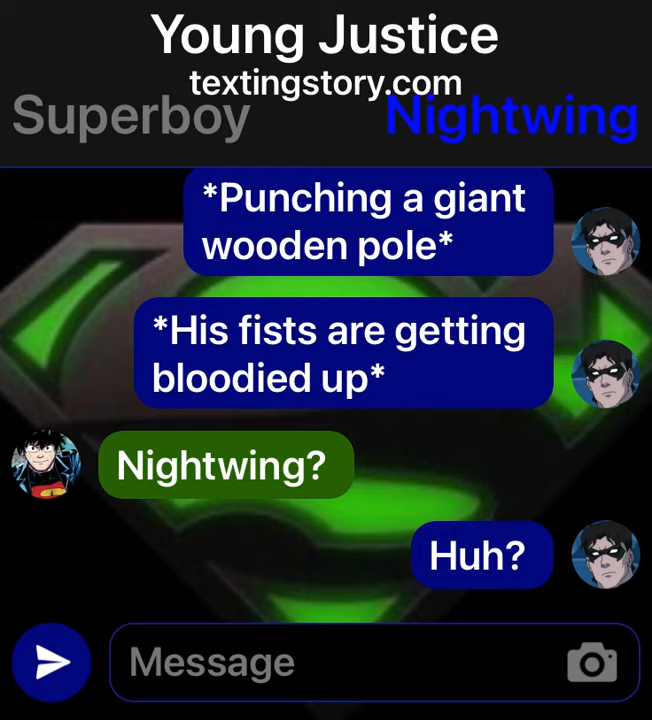 Young Justice
textingstory.com
Superboy
Nightwing
*Punching a giant
wooden pole*
*His fists are getting
bloodied up*
Nightwing?
Huh?
Message